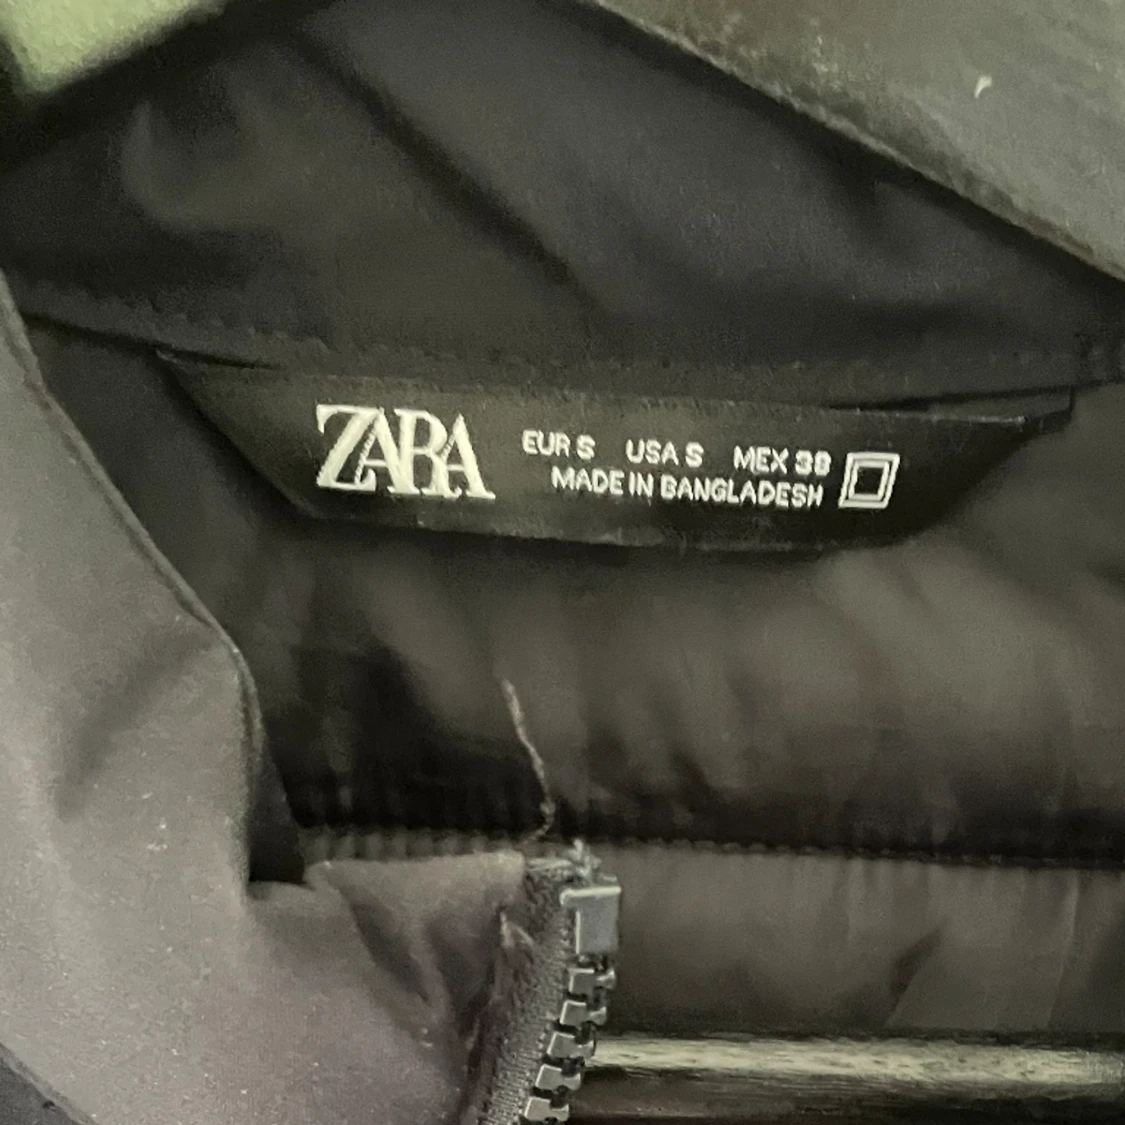 ZARA
EUR S USA S MEX 38
MADE IN BANGLADESH